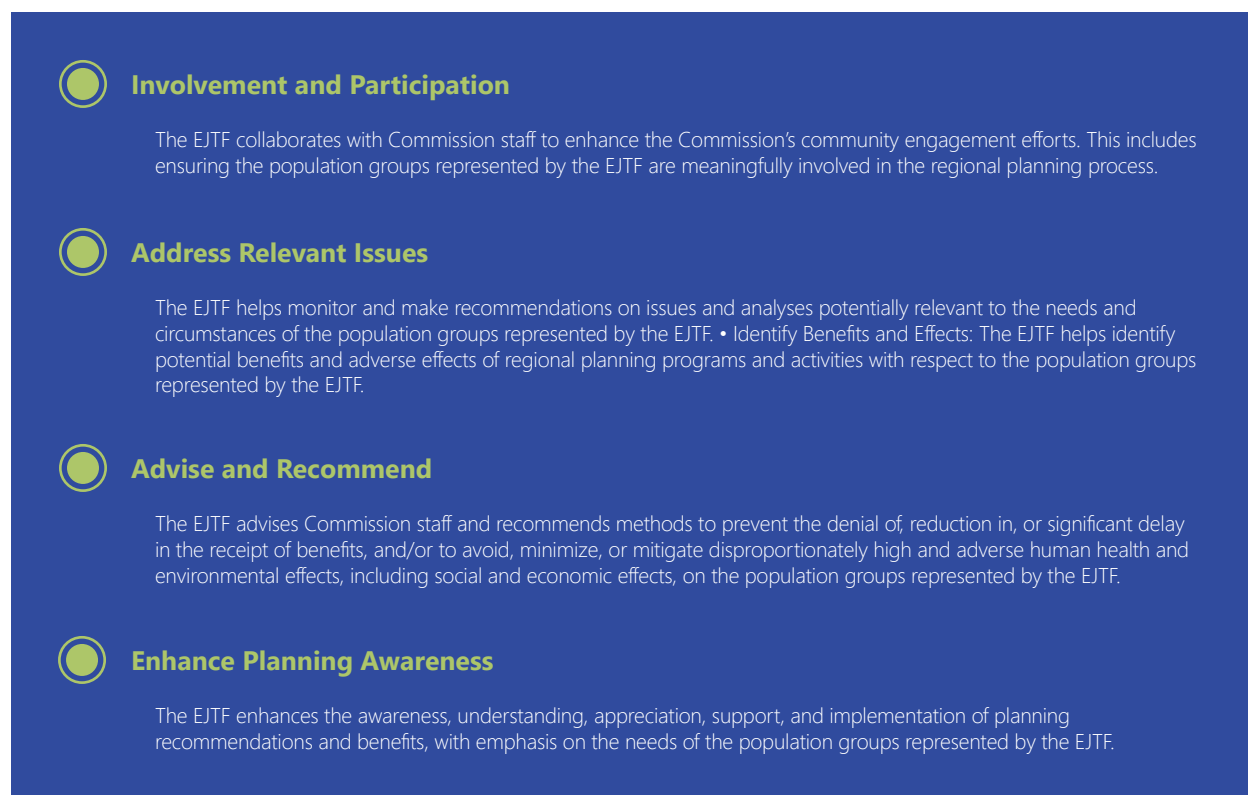 Involvement and Participation
The EJTF collaborates with Commission staff to enhance the Commission’s community engagement efforts. This includes
ensuring the population groups represented by the EJTF are meaningfully involved in the regional planning process.
Address Relevant Issues
The EJTF helps monitor and make recommendations on issues and analyses potentially relevant to the needs and
circumstances of the population groups represented by the EJTF. • Identify Benefits and Effects: The EJTF helps identify
potential benefits and adverse effects of regional planning programs and activities with respect to the population groups
represented by the EJTF.
Advise and Recommend
The EJTF advises Commission staff and recommends methods to prevent the denial of, reduction in, or significant delay
in the receipt of benefits, and/or to avoid, minimize, or mitigate disproportionately high and adverse human health and
environmental effects, including social and economic effects, on the population groups represented by the EJTF.
Enhance Planning Awareness
The EJTF enhances the awareness, understanding, appreciation, support, and implementation of planning
recommendations and benefits, with emphasis on the needs of the population groups represented by the EJTF.